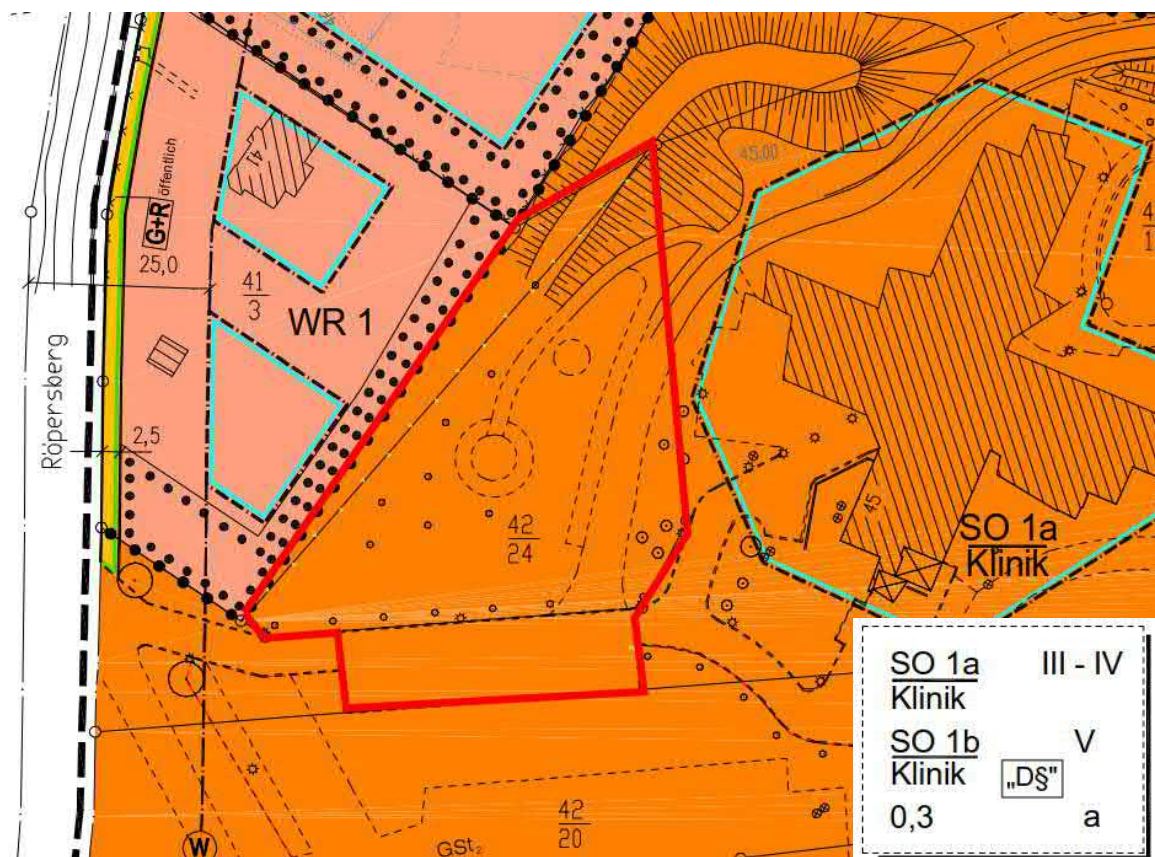 41
G+R öffentlich
25,0
41
3
WR 1
45.00
Röpersberg
2,5
42
24
45
SO 1a
Klinik
42
20
GSt₂
W
SO 1a III - IV
Klinik
SO 1b V
Klinik „D§"
0,3 a